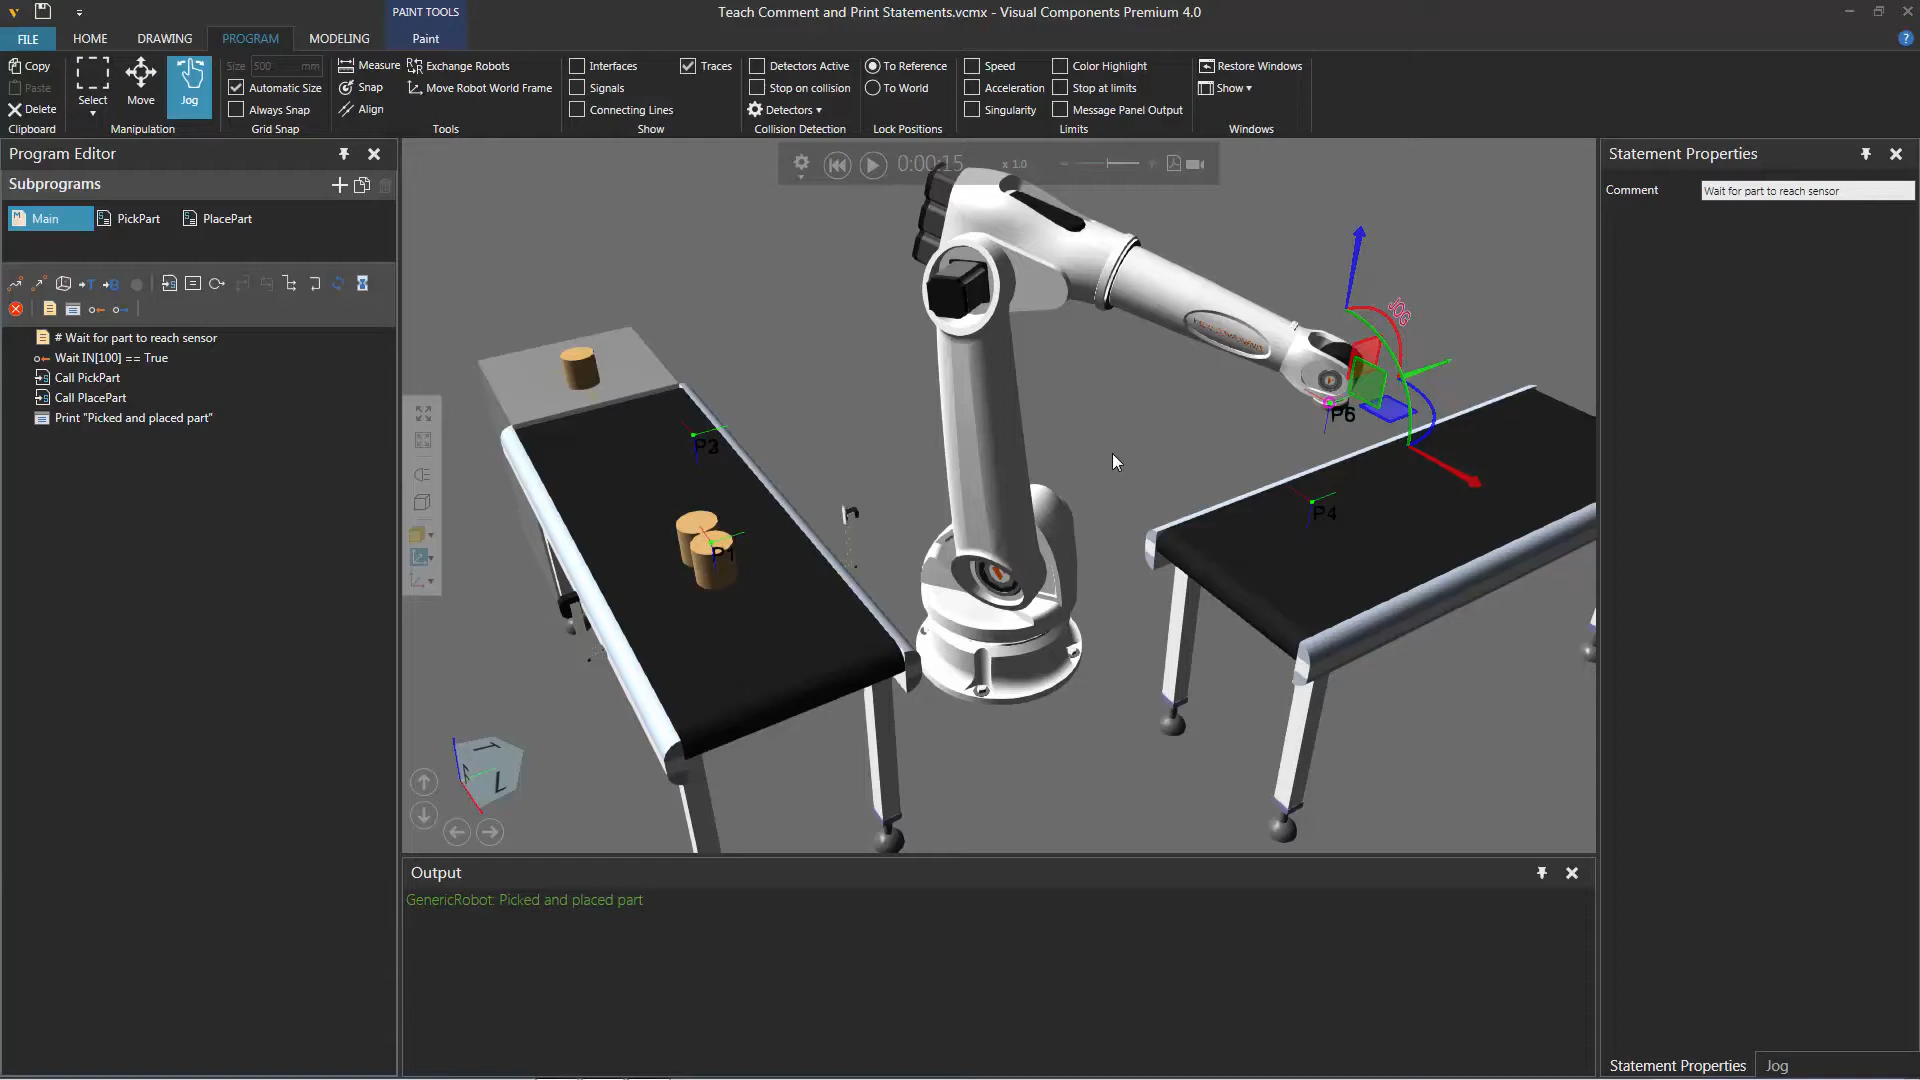 PAINT TOOLS
Teach Comment and Print Statements.vcmx - Visual Components Premium 4.0
FILE
HOME
DRAWING
PROGRAM
MODELING
Paint
Copy
Paste
Delete
Clipboard
Select
Move
Jog
Manipulation
Size 500 mm
Automatic Size
Always Snap
Grid Snap
Measure
Snap
Align
Exchange Robots
Move Robot World Frame
Tools
Interfaces
Signals
Connecting Lines
Traces
Show
Detectors Active
Stop on collision
Detectors
Collision Detection
To Reference
To World
Lock Positions
Speed
Acceleration
Singularity
Color Highlight
Stop at limits
Message Panel Output
Limits
Restore Windows
Show
Windows
Program Editor
Subprograms
Main
PickPart
PlacePart
# Wait for part to reach sensor
Wait IN[100] == True
Call PickPart
Call PlacePart
Print "Picked and placed part"
0:00:15
x 1.0
JOG
P6
P3
P4
P1
T
L
Output
GenericRobot: Picked and placed part
Statement Properties
Comment
Wait for part to reach sensor
Statement Properties
Jog